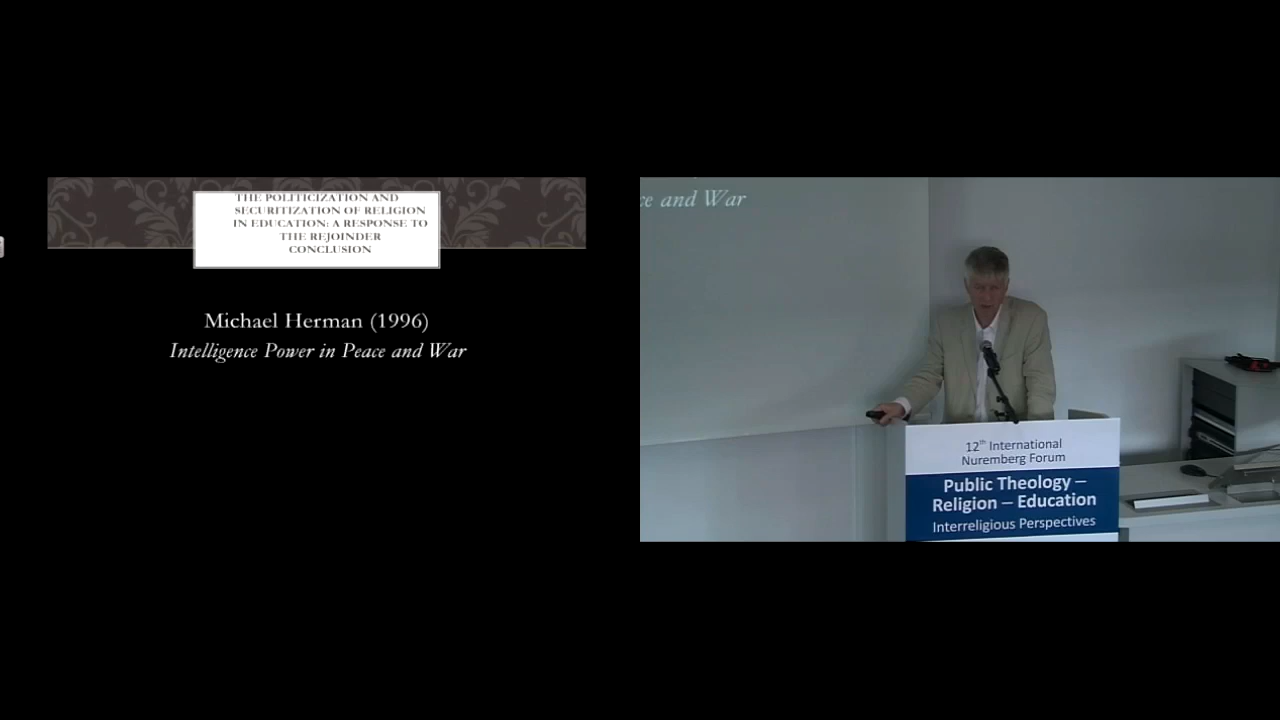 THE POLITICIZATION AND
SECURITIZATION OF RELIGION
IN EDUCATION: A RESPONSE TO
THE REJOINDER
CONCLUSION
Michael Herman (1996)
Intelligence Power in Peace and War
ce and War
12th International
Nuremberg Forum
Public Theology –
Religion – Education
Interreligious Perspectives